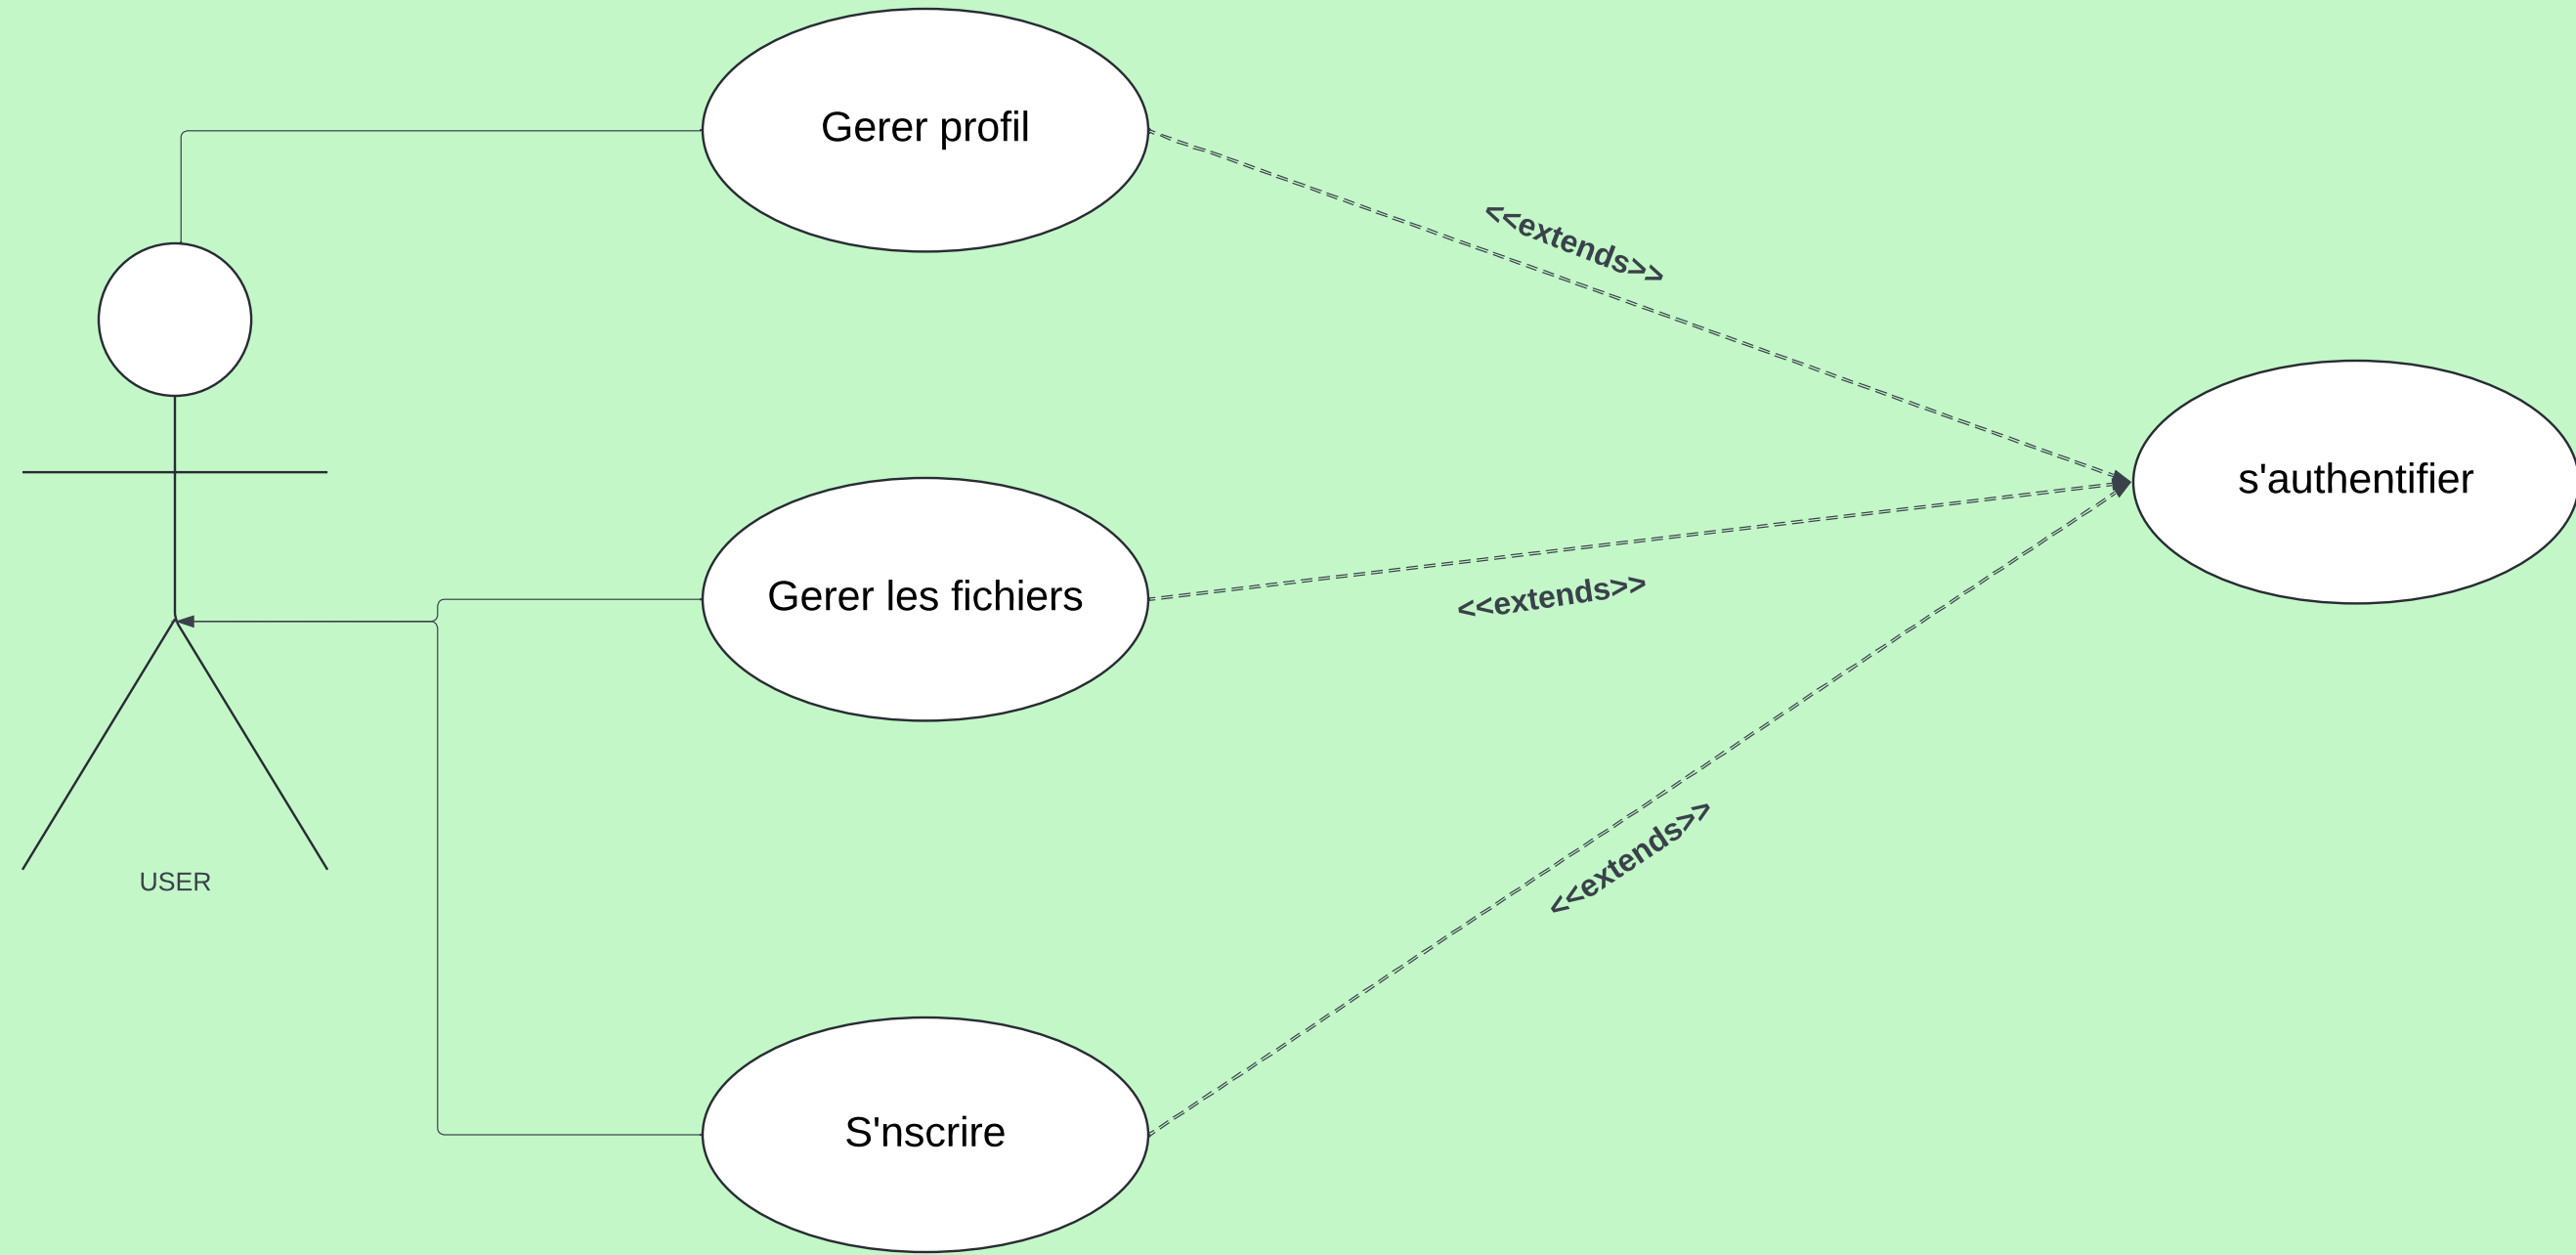 Gerer profil
<<extends>>
s'authentifier
Gerer les fichiers
<<extends>>
<<extends>>
USER
S'nscrire